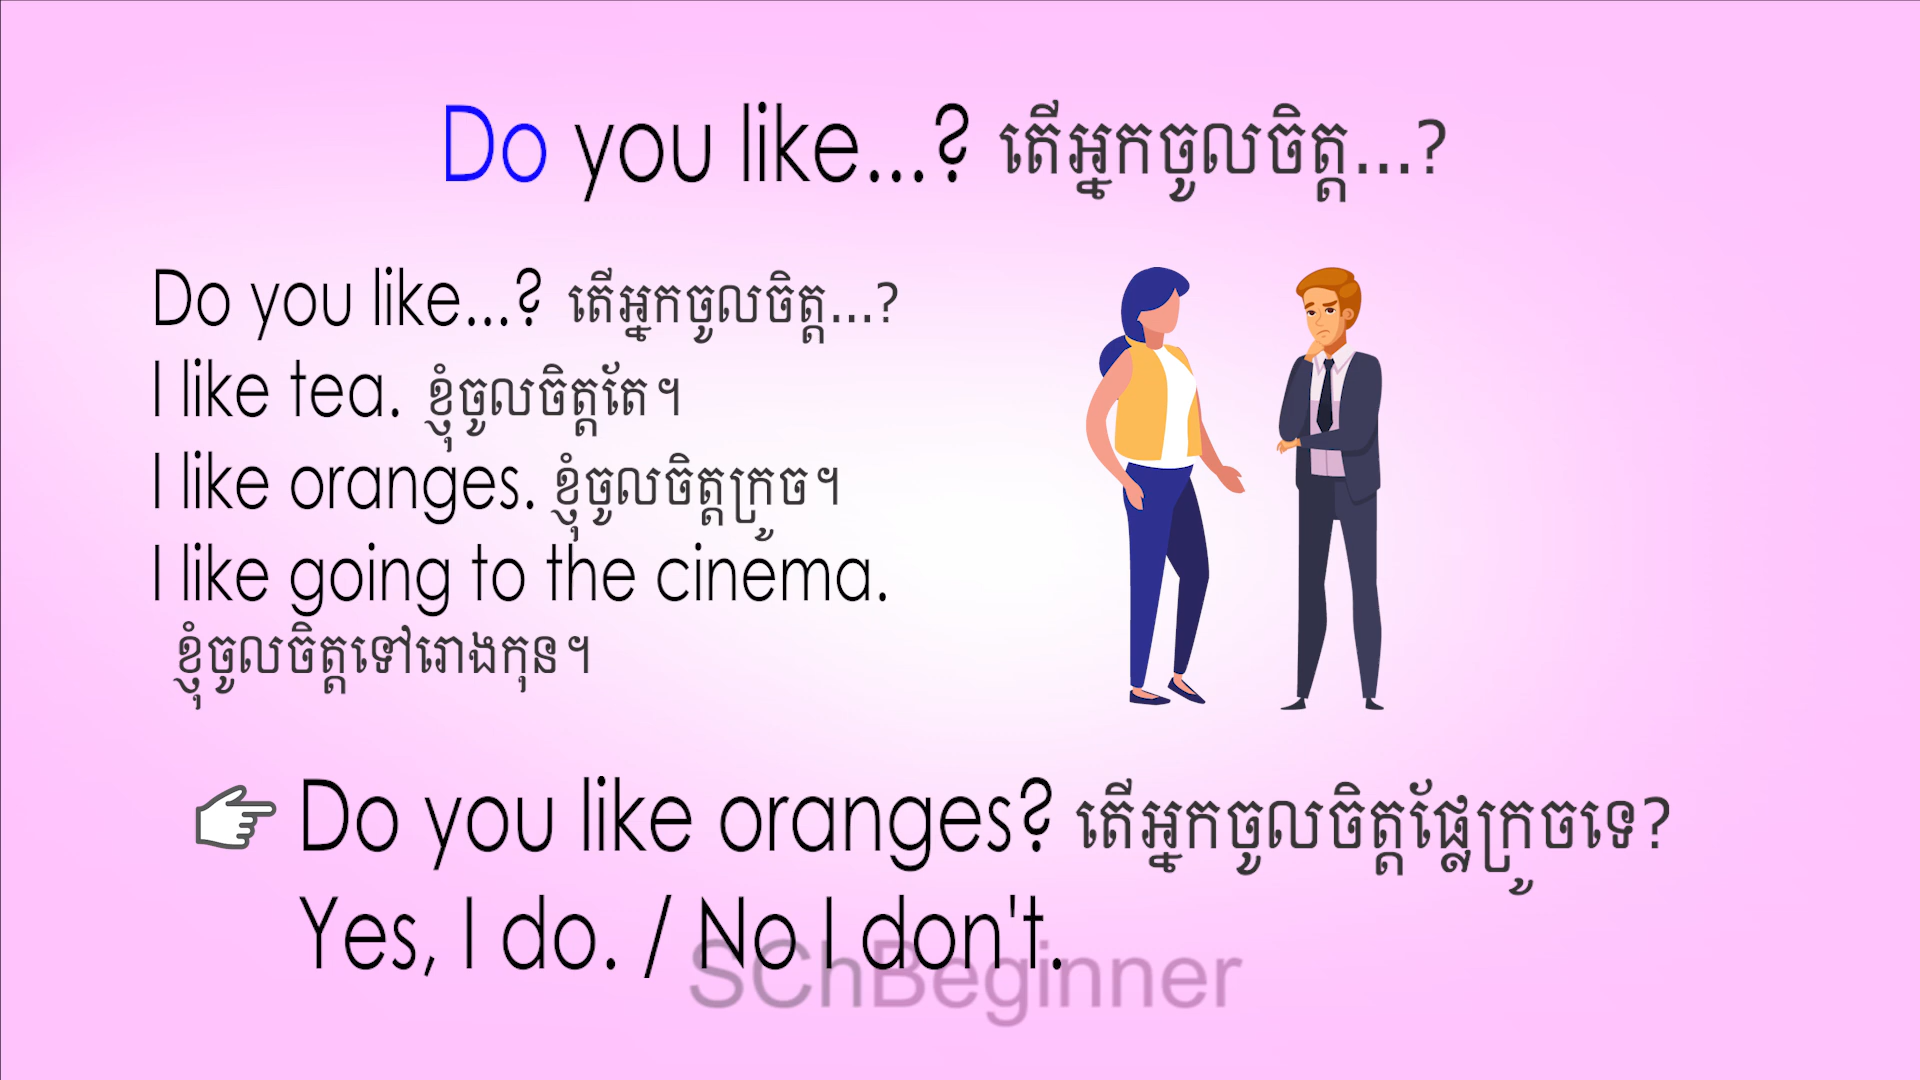 Do you like...? តើអ្នកចូលចិត្ត...?
Do you like...? តើអ្នកចូលចិត្ត...?
I like tea. ខ្ញុំចូលចិត្តតែ។
I like oranges. ខ្ញុំចូលចិត្តក្រូច។
I like going to the cinema.
ខ្ញុំចូលចិត្តទៅរោងកុន។
Do you like oranges? តើអ្នកចូលចិត្តផ្លែក្រូចទេ?
Yes, I do. / No I don't.
SChBeginner